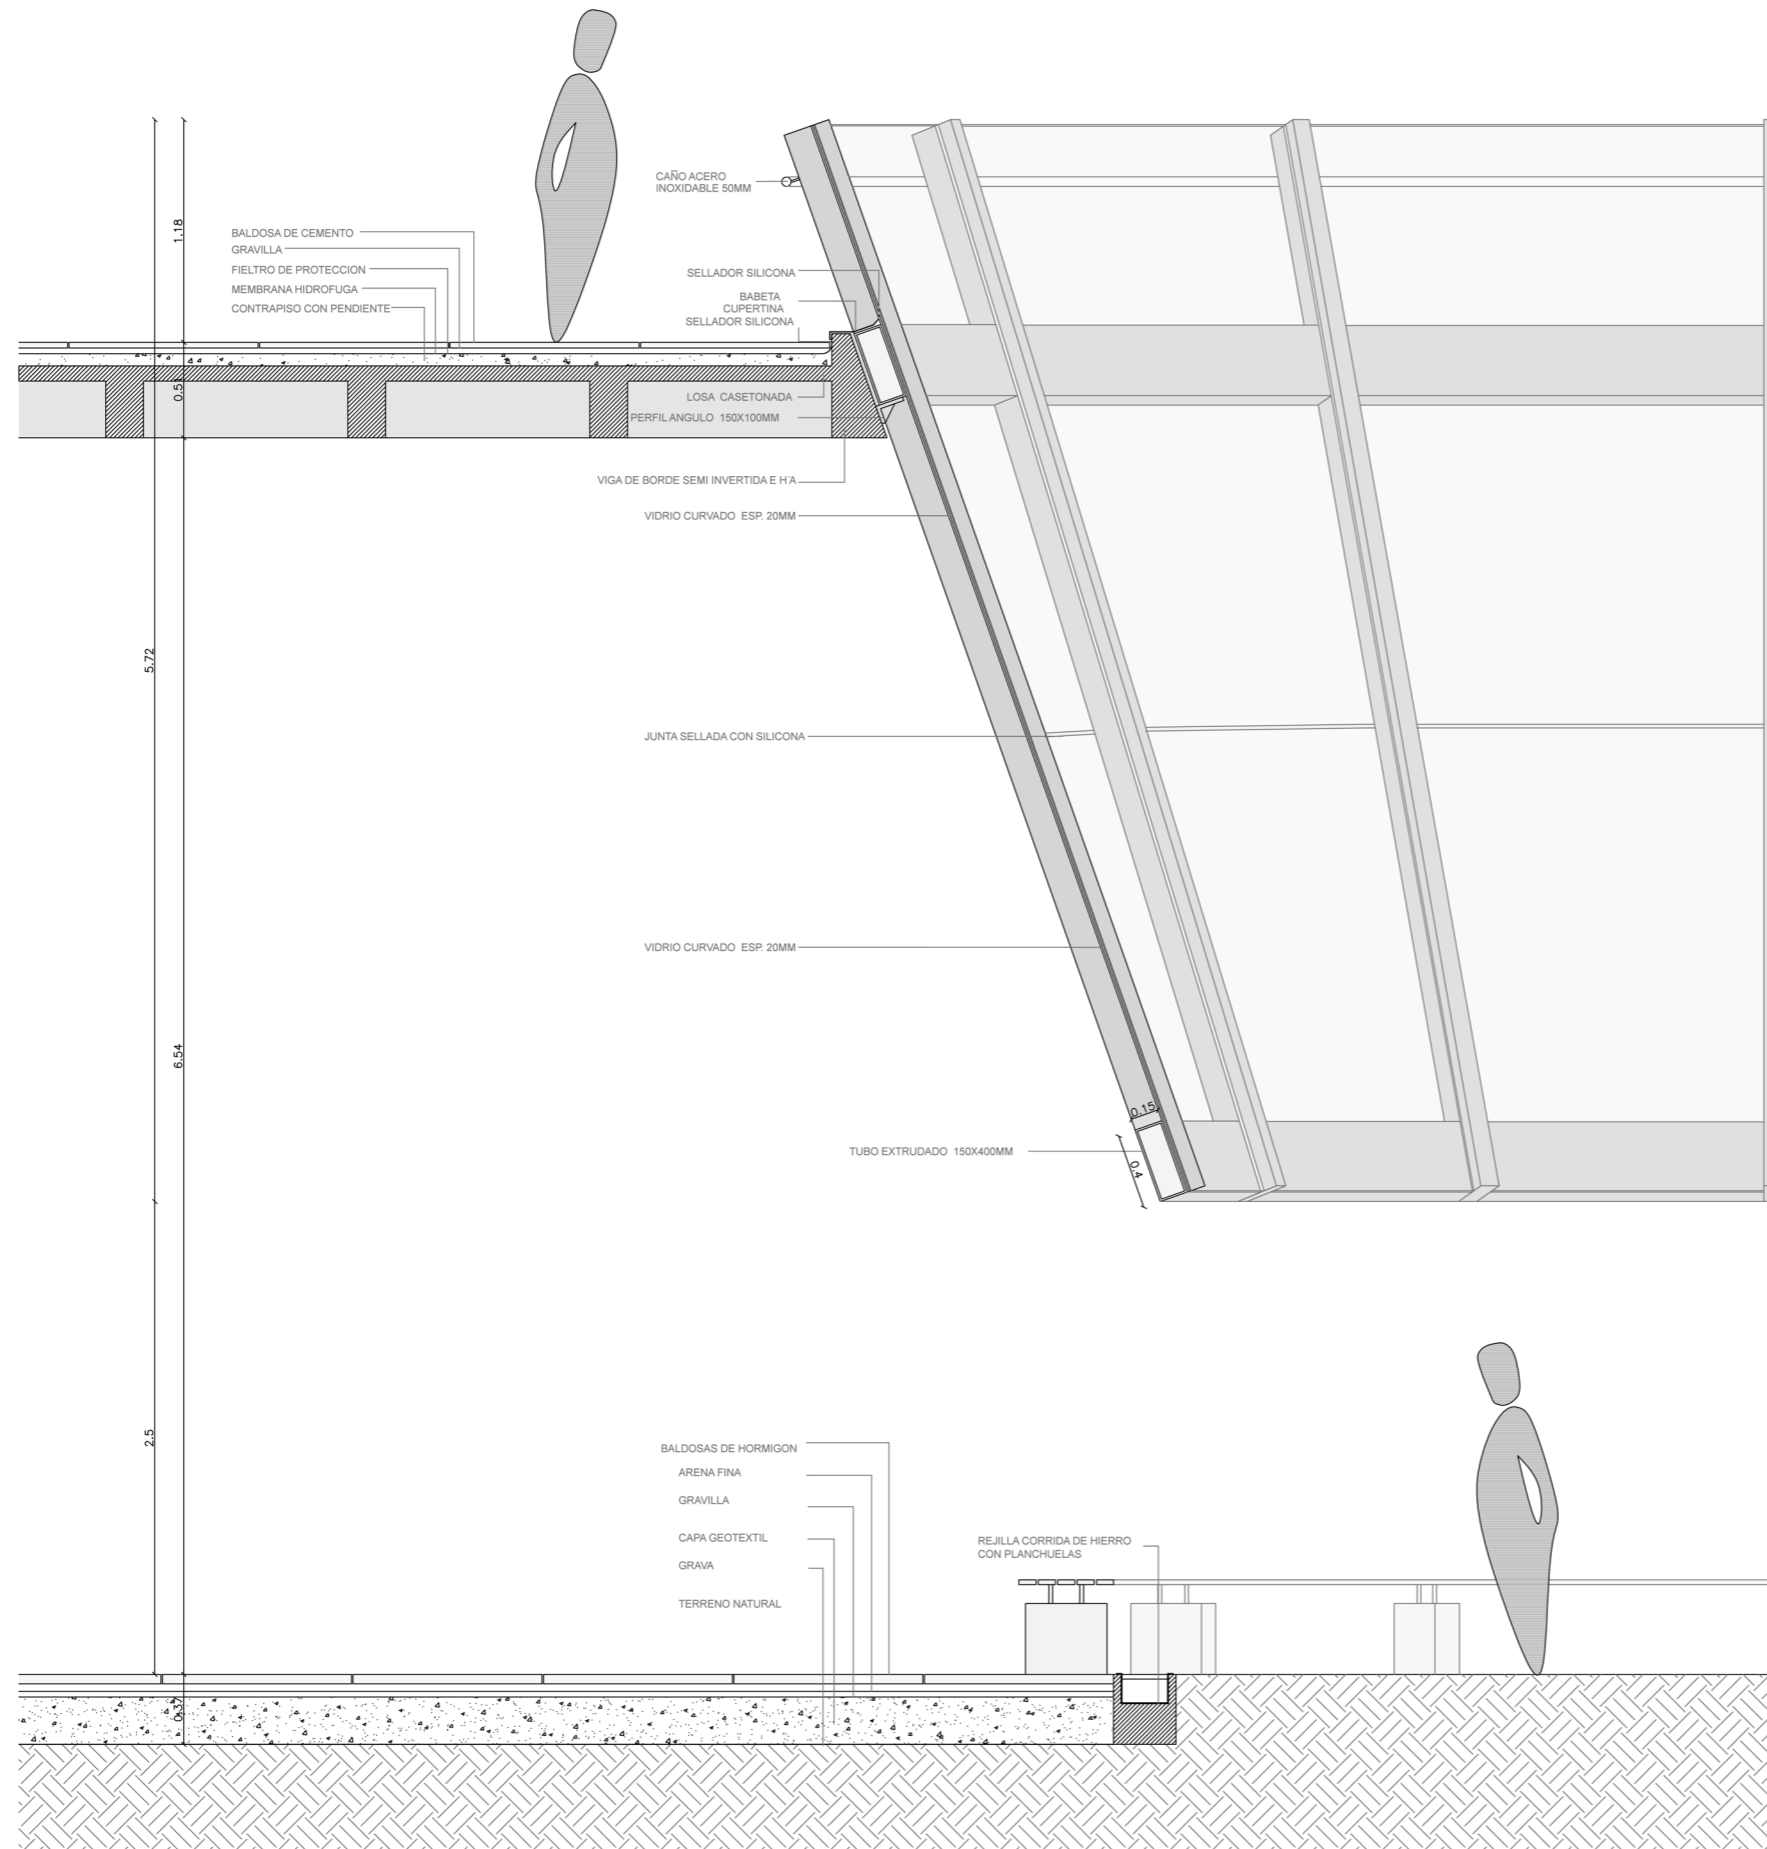 CAÑO ACERO
INOXIDABLE 50MM
BALDOSA DE CEMENTO
GRAVILLA
FIELTRO DE PROTECCION
MEMBRANA HIDROFUGA
CONTRAPISO CON PENDIENTE
SELLADOR SILICONA
BABETA
CUPERTINA
SELLADOR SILICONA
LOSA CASETONADA
PERFIL ANGULO 150X100MM
VIGA DE BORDE SEMI INVERTIDA E H´A
VIDRIO CURVADO ESP. 20MM
JUNTA SELLADA CON SILICONA
VIDRIO CURVADO ESP. 20MM
TUBO EXTRUDADO 150X400MM
0.15
0.4
1.18
0.51
5.72
6.54
2.5
0.37
BALDOSAS DE HORMIGON
ARENA FINA
GRAVILLA
CAPA GEOTEXTIL
GRAVA
TERRENO NATURAL
REJILLA CORRIDA DE HIERRO
CON PLANCHUELAS